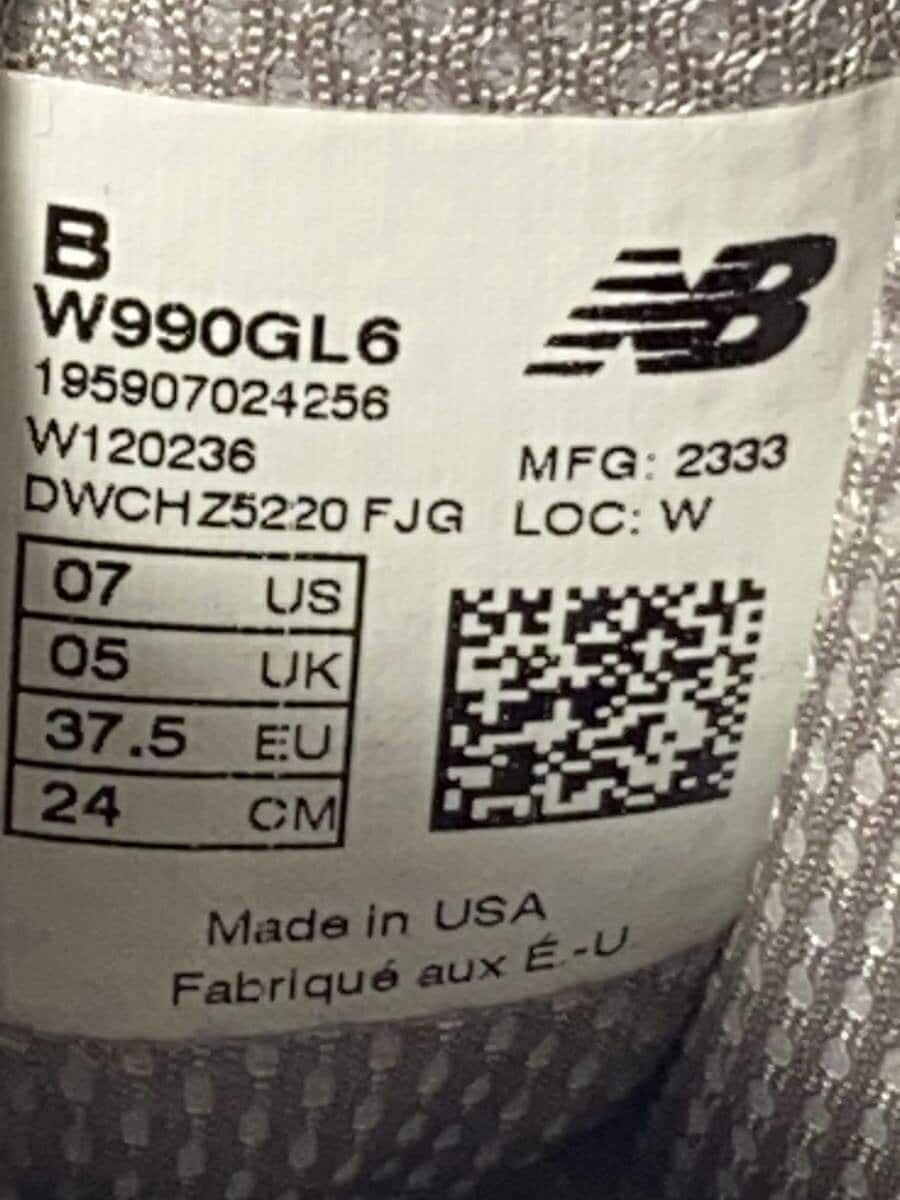 B
W990GL6
195907024256
W120236
DWCHZ5220 FJG
NB
MFG: 2333
LOC: W
07 US
05 UK
37.5 EU
24 CM
Made in USA
Fabriqué aux É.-U.